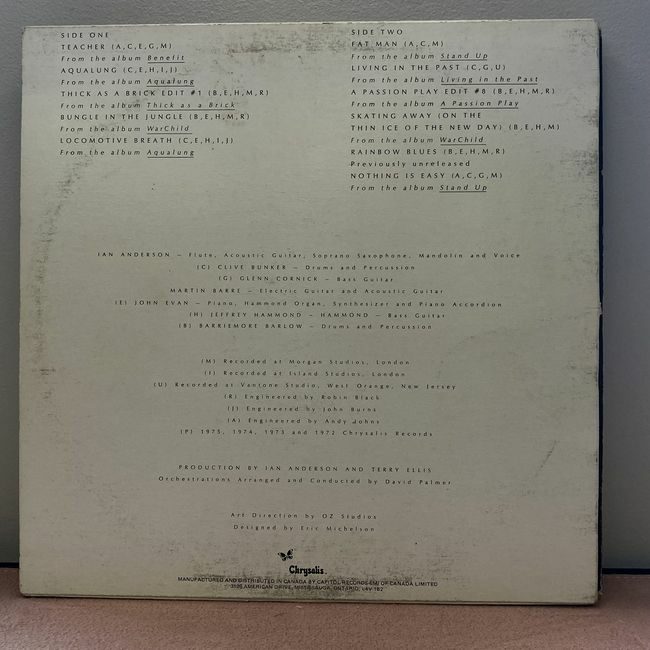 SIDE ONE
TEACHER (A,C,E,G,M)
From the album Benefit
AQUALUNG (C,E,H,I,J)
From the album Aqualung
THICK AS A BRICK EDIT #1 (B,E,H,M,R)
From the album Thick as a Brick
BUNGLE IN THE JUNGLE (B,E,H,M,R)
From the album WarChild
LOCOMOTIVE BREATH (C,E,H,I,J)
From the album Aqualung
SIDE TWO
FAT MAN (A,C,M)
From the album Stand Up
LIVING IN THE PAST (C,G,U)
From the album Living in the Past
A PASSION PLAY EDIT #8 (B,E,H,M,R)
From the album A Passion Play
SKATING AWAY (ON THE
THIN ICE OF THE NEW DAY) (B,E,H,M)
From the album WarChild
RAINBOW BLUES (B,E,H,M,R)
Previously unreleased
NOTHING IS EASY (A,C,G,M)
From the album Stand Up
IAN ANDERSON — Flute, Acoustic Guitar, Soprano Saxophone, Mandolin and Voice
(C) CLIVE BUNKER — Drums and Percussion
(G) GLENN CORNICK — Bass Guitar
MARTIN BARRE — Electric Guitar and Acoustic Guitar
(E) JOHN EVAN — Piano, Hammond Organ, Synthesizer and Piano Accordion
(H) JEFFREY HAMMOND — HAMMOND — Bass Guitar
(B) BARRIEMORE BARLOW — Drums and Percussion
(M) Recorded at Morgan Studios, London
(I) Recorded at Island Studios, London
(U) Recorded at Vantone Studio, West Orange, New Jersey
(R) Engineered by Robin Black
(J) Engineered by John Burns
(A) Engineered by Andy Johns
(P) 1975, 1974, 1973 and 1972 Chrysalis Records
PRODUCTION BY IAN ANDERSON AND TERRY ELLIS
Orchestrations Arranged and Conducted by David Palmer
Art Direction by OZ Studios
Designed by Eric Michelson
Chrysalis
MANUFACTURED AND DISTRIBUTED IN CANADA BY CAPITOL RECORDS-EMI OF CANADA LIMITED
3109 AMERICAN DRIVE, MISSISSAUGA, ONTARIO, L4V 1B2